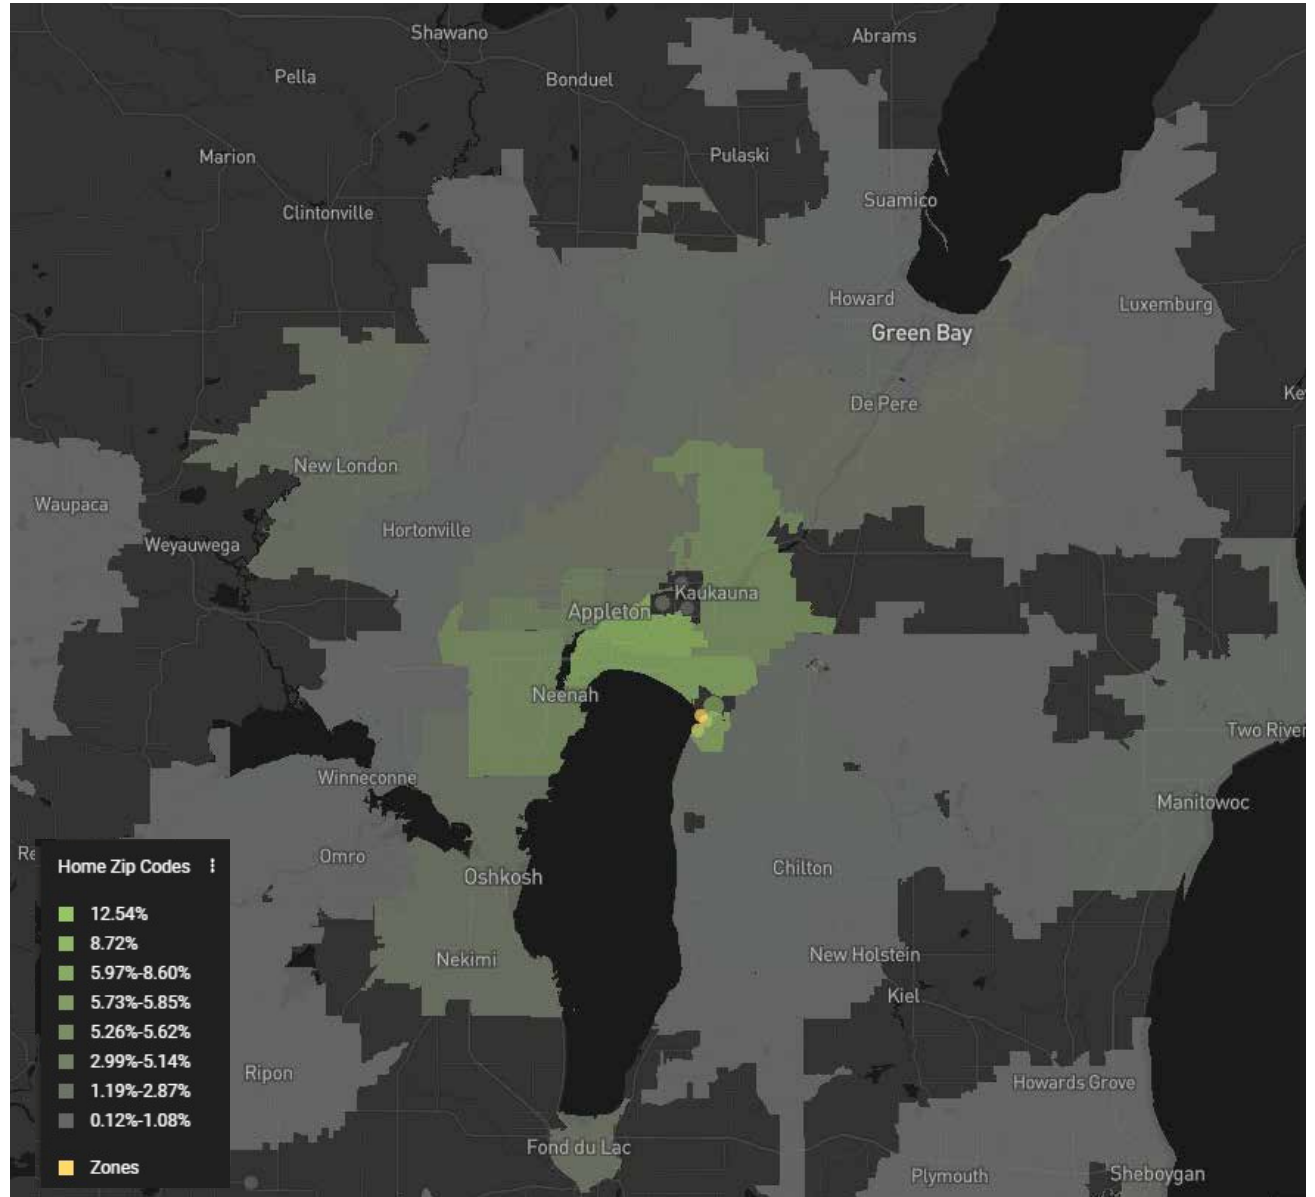 Shawano
Abrams
Pella
Bonduel
Marion
Pulaski
Clintonville
Suamico
Howard
Luxemburg
Green Bay
De Pere
New London
Waupaca
Hortonville
Weyauwega
Kaukauna
Appleton
Neenah
Two River
Winneconne
Manitowoc
Omro
Chilton
Oshkosh
New Holstein
Nekimi
Kiel
Ripon
Howards Grove
Fond du Lac
Plymouth
Sheboygan
Home Zip Codes
12.54%
8.72%
5.97%-8.60%
5.73%-5.85%
5.26%-5.62%
2.99%-5.14%
1.19%-2.87%
0.12%-1.08%
Zones